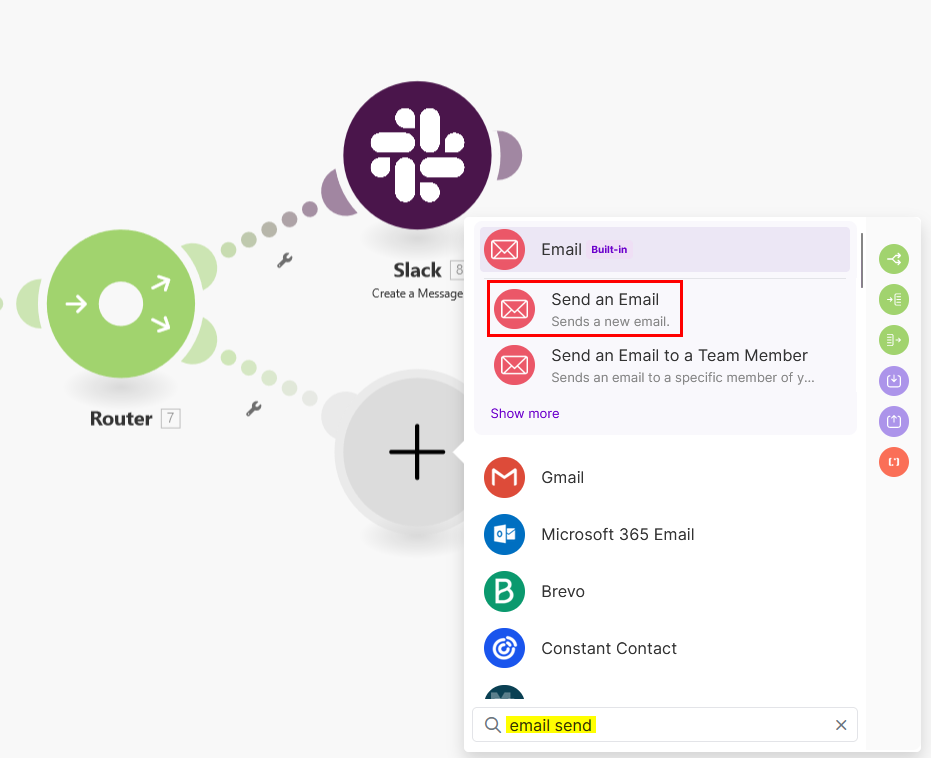 Slack 8
Create a Message
Router 7
Email Built-in
Send an Email
Sends a new email.
Send an Email to a Team Member
Sends an email to a specific member of y...
Show more
Gmail
Microsoft 365 Email
Brevo
Constant Contact
email send